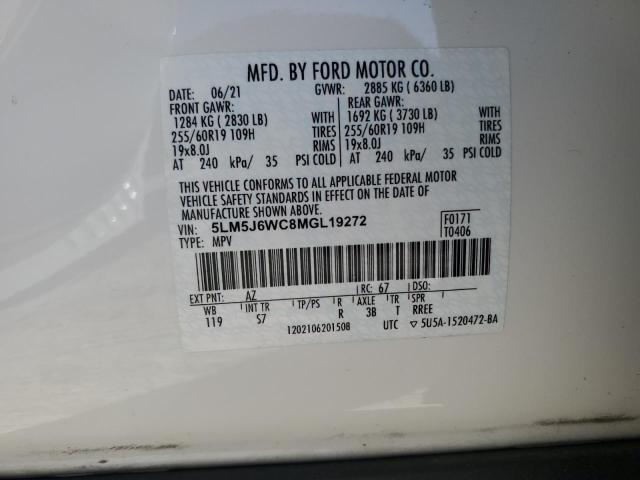 MFD. BY FORD MOTOR CO.
DATE: 06/21 GVWR: 2885 KG ( 6360 LB)
FRONT GAWR: REAR GAWR:
1284 KG ( 2830 LB) 1692 KG ( 3730 LB)
255/60R19 109H TIRES 255/60R19 109H TIRES
19x8.0J RIMS 19x8.0J RIMS
AT 240 kPa/ 35 PSI COLD AT 240 kPa/ 35 PSI COLD
THIS VEHICLE CONFORMS TO ALL APPLICABLE FEDERAL MOTOR
VEHICLE SAFETY STANDARDS IN EFFECT ON THE DATE OF
MANUFACTURE SHOWN ABOVE.
VIN: 5LM5J6WC8MGL19272 F0171
TYPE: MPV T0406
EXT PNT: AZ RC: 67 DSO:
WB INT TR TP/PS R AXLE TR SPR
119 S7 R 3B T RREE
1202106201508 UTC ▽ 5U5A-1520472-BA